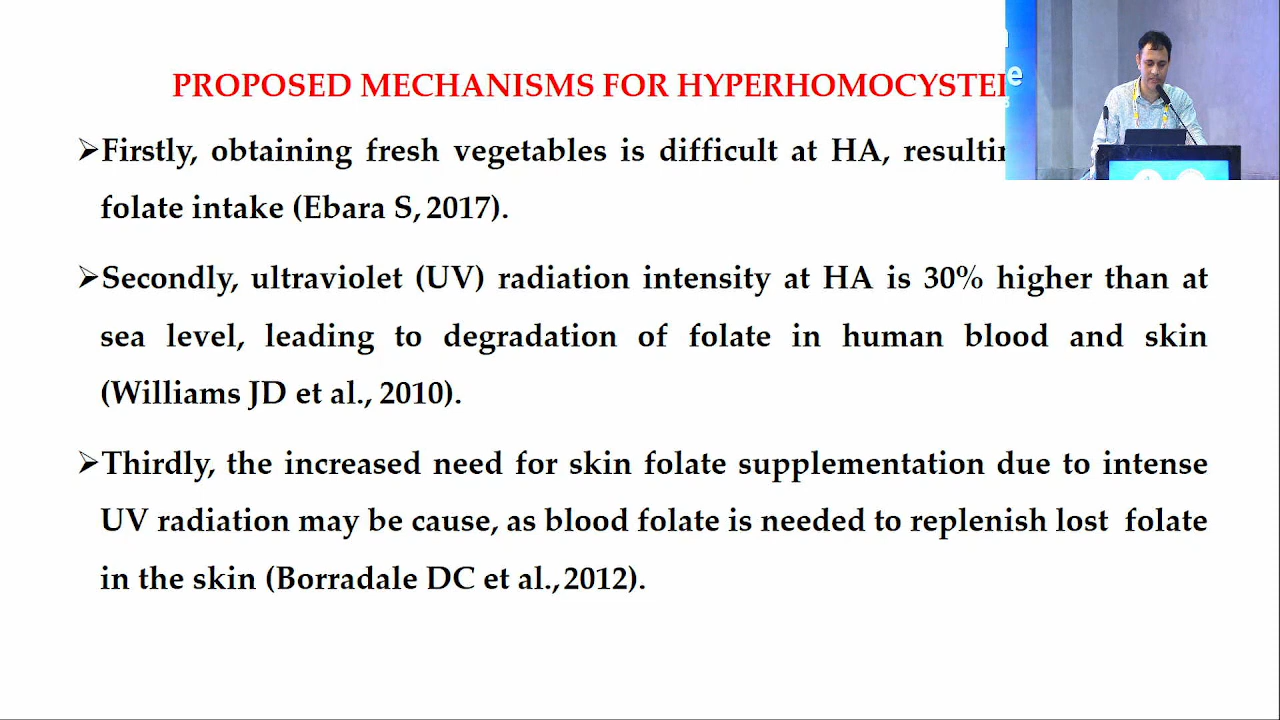 PROPOSED MECHANISMS FOR HYPERHOMOCYSTEI
➢Firstly, obtaining fresh vegetables is difficult at HA,
folate intake (Ebara S, 2017).
➢Secondly, ultraviolet (UV) radiation intensity at HA is 30% higher than at
sea level, leading to degradation of folate in human blood and skin
(Williams JD et al., 2010).
➢Thirdly, the increased need for skin folate supplementation due to intense
UV radiation may be cause, as blood folate is needed to replenish lost folate
in the skin (Borradale DC et al., 2012).